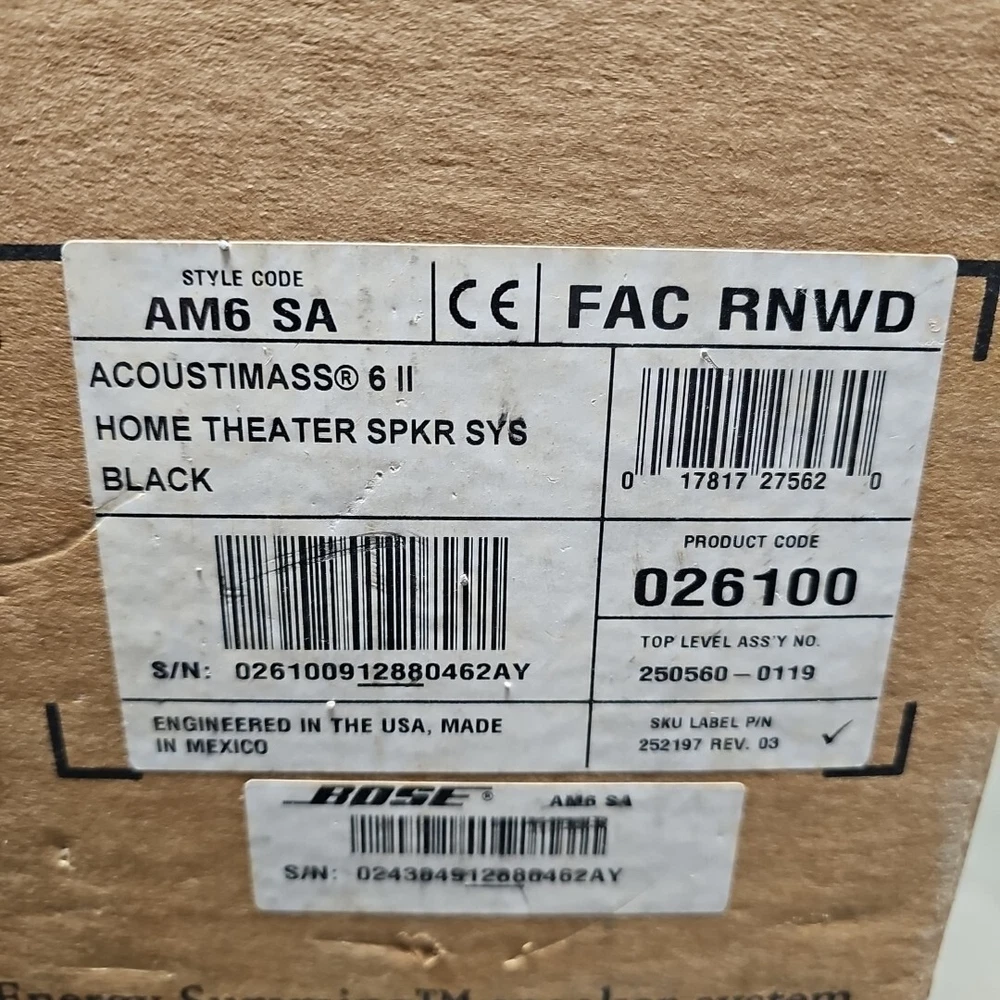 STYLE CODE
AM6 SA
CE
FAC RNWD
ACOUSTIMASS® 6 II
HOME THEATER SPKR SYS
BLACK
0 17817 27562 0
PRODUCT CODE
026100
S/N: 026100912880462AY
TOP LEVEL ASS'Y NO.
250560-0119
ENGINEERED IN THE USA, MADE
IN MEXICO
SKU LABEL P/N
252197 REV. 03
BOSE® AM6 SA
S/N: 024384912880462AY
speaker system